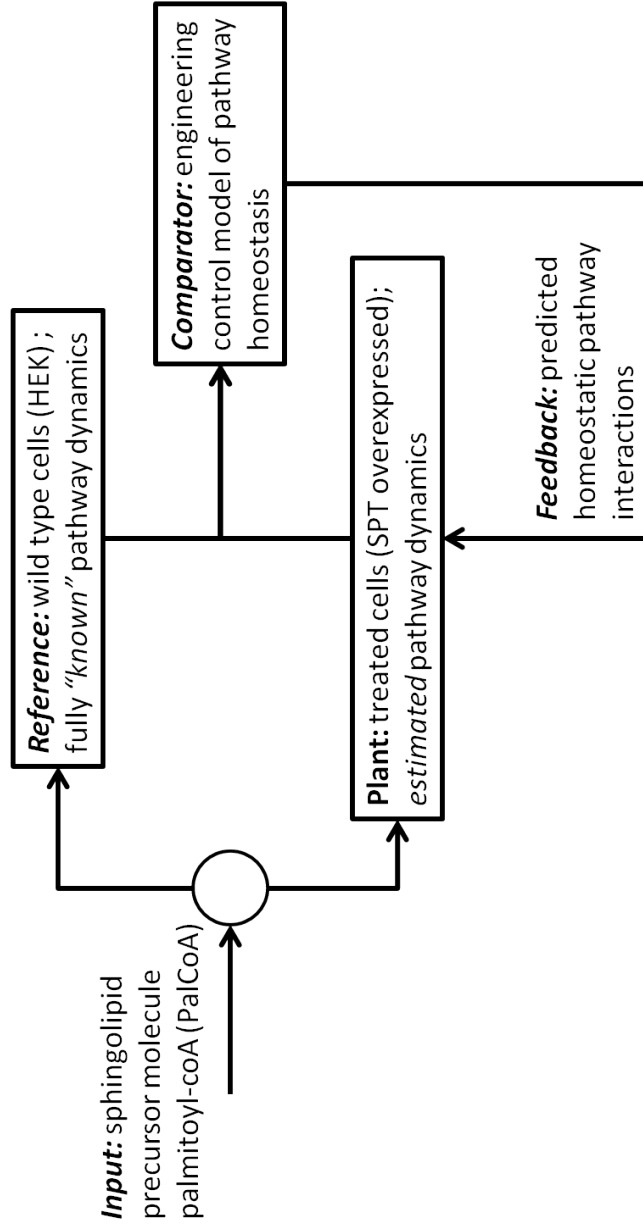 Input: sphingolipid
precursor molecule
palmitoyl-coA (PalCoA)
Reference: wild type cells (HEK) ;
fully “known” pathway dynamics
Plant: treated cells (SPT overexpressed);
estimated pathway dynamics
Comparator: engineering
control model of pathway
homeostasis
Feedback: predicted
homeostatic pathway
interactions